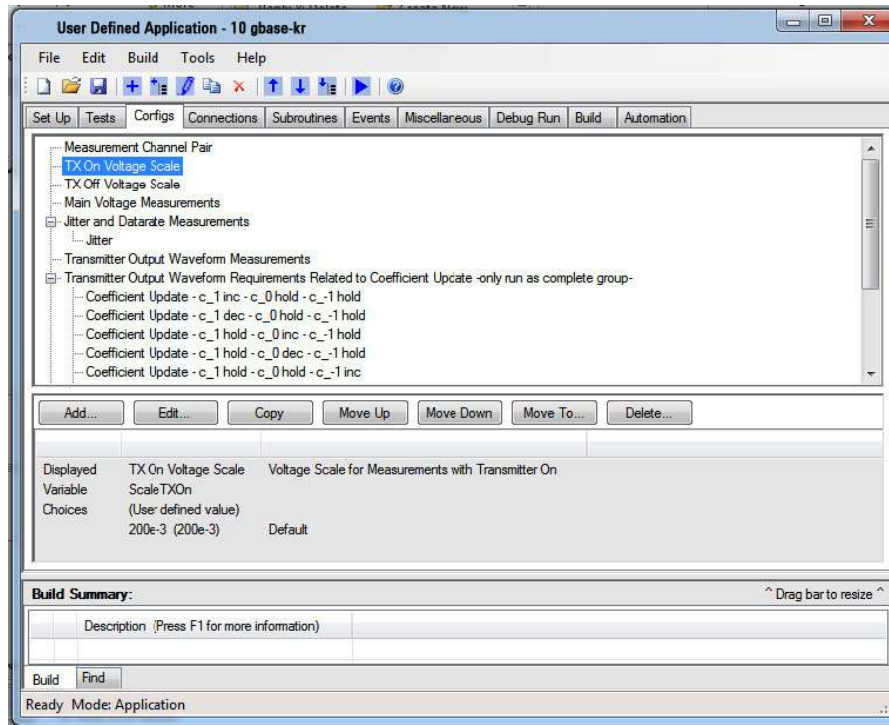 User Defined Application - 10 gbase-kr
File Edit Build Tools Help
Set Up Tests Configs Connections Subroutines Events Miscellaneous Debug Run Build Automation
Measurement Channel Pair
TX On Voltage Scale
TX Off Voltage Scale
Main Voltage Measurements
Jitter and Datarate Measurements
Jitter
Transmitter Output Waveform Measurements
Transmitter Output Waveform Requirements Related to Coefficient Update -only run as complete group-
Coefficient Update - c_1 inc - c_0 hold - c_-1 hold
Coefficient Update - c_1 dec - c_0 hold - c_-1 hold
Coefficient Update - c_1 hold - c_0 inc - c_-1 hold
Coefficient Update - c_1 hold - c_0 dec - c_-1 hold
Coefficient Update - c_1 hold - c_0 hold - c_-1 inc
Add... Edit... Copy Move Up Move Down Move To... Delete...
Displayed TX On Voltage Scale Voltage Scale for Measurements with Transmitter On
Variable ScaleTXOn
Choices (User defined value)
200e-3 (200e-3) Default
Build Summary: ^ Drag bar to resize ^
Description (Press F1 for more information)
Build Find
Ready Mode: Application